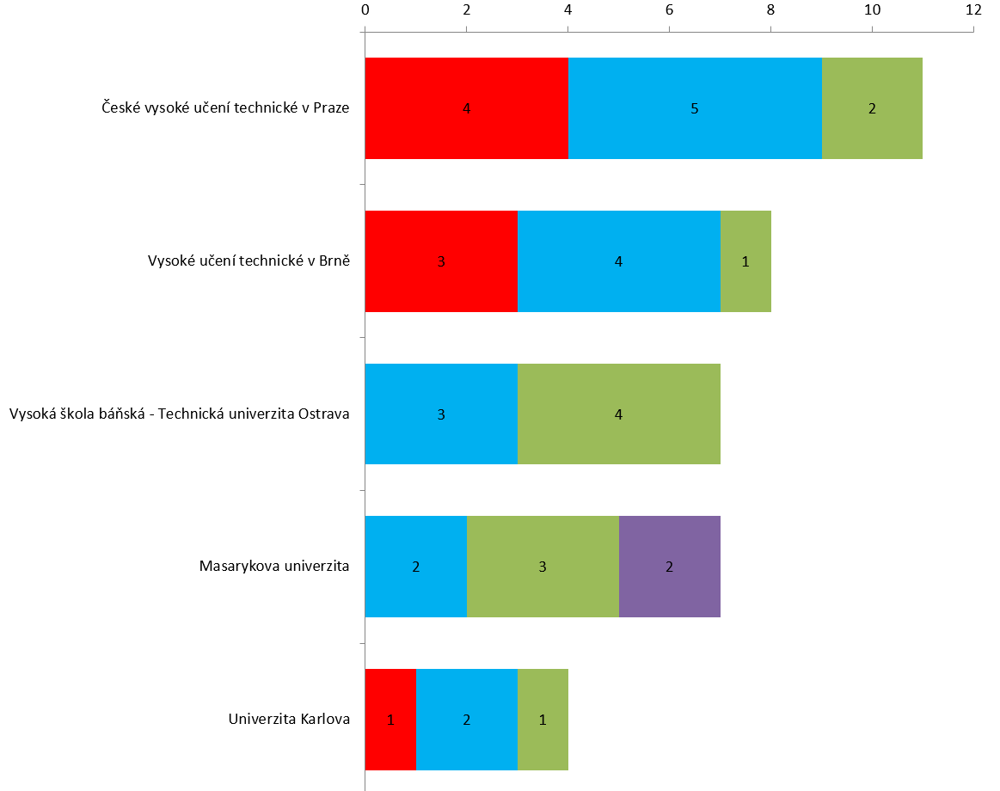 0 2 4 6 8 10 12
České vysoké učení technické v Praze 4 5 2
Vysoké učení technické v Brně 3 4 1
Vysoká škola báňská - Technická univerzita Ostrava 3 4
Masarykova univerzita 2 3 2
Univerzita Karlova 1 2 1